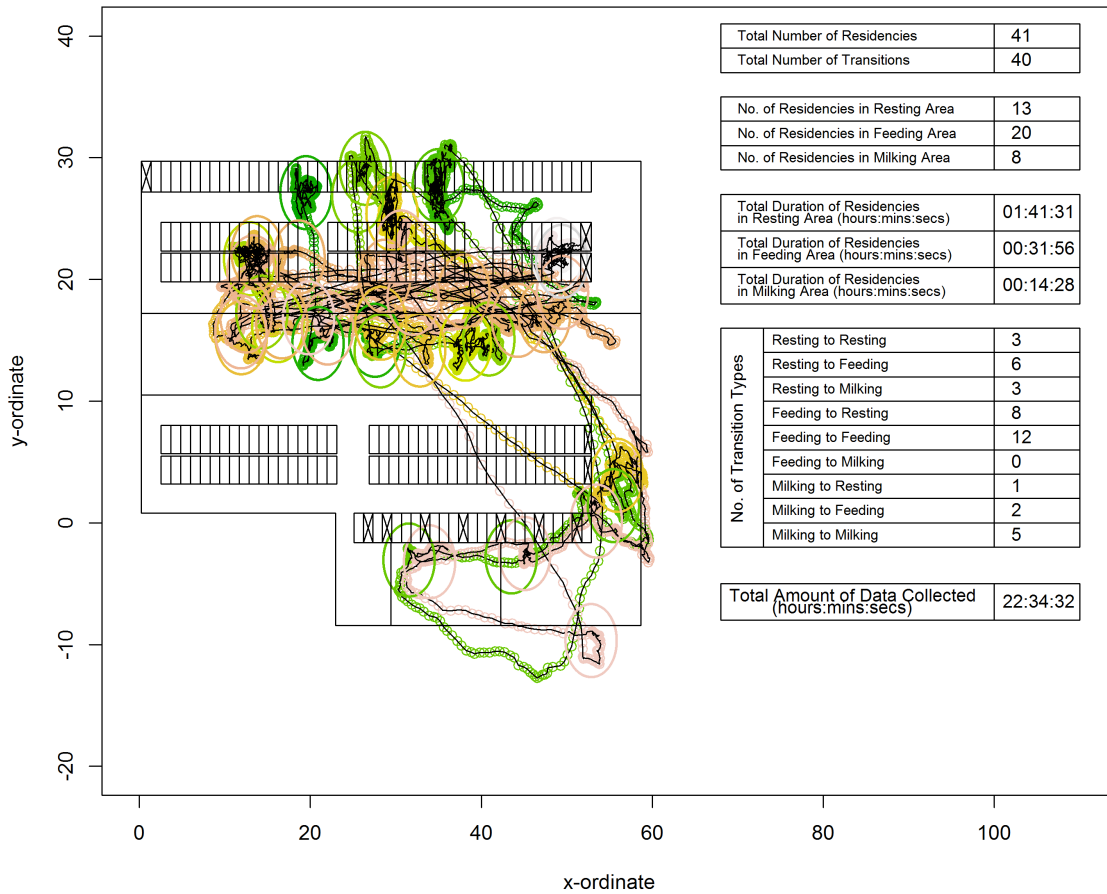 Total Number of Residencies 41
Total Number of Transitions 40
No. of Residencies in Resting Area 13
No. of Residencies in Feeding Area 20
No. of Residencies in Milking Area 8
Total Duration of Residencies
in Resting Area (hours:mins:secs) 01:41:31
Total Duration of Residencies
in Feeding Area (hours:mins:secs) 00:31:56
Total Duration of Residencies
in Milking Area (hours:mins:secs) 00:14:28
No. of Transition Types
Resting to Resting 3
Resting to Feeding 6
Resting to Milking 3
Feeding to Resting 8
Feeding to Feeding 12
Feeding to Milking 0
Milking to Resting 1
Milking to Feeding 2
Milking to Milking 5
Total Amount of Data Collected
(hours:mins:secs) 22:34:32
y-ordinate
40
30
20
10
0
-10
-20
0 20 40 60 80 100
x-ordinate